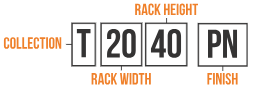 RACK HEIGHT
COLLECTION T 20 40 PN
RACK WIDTH FINISH